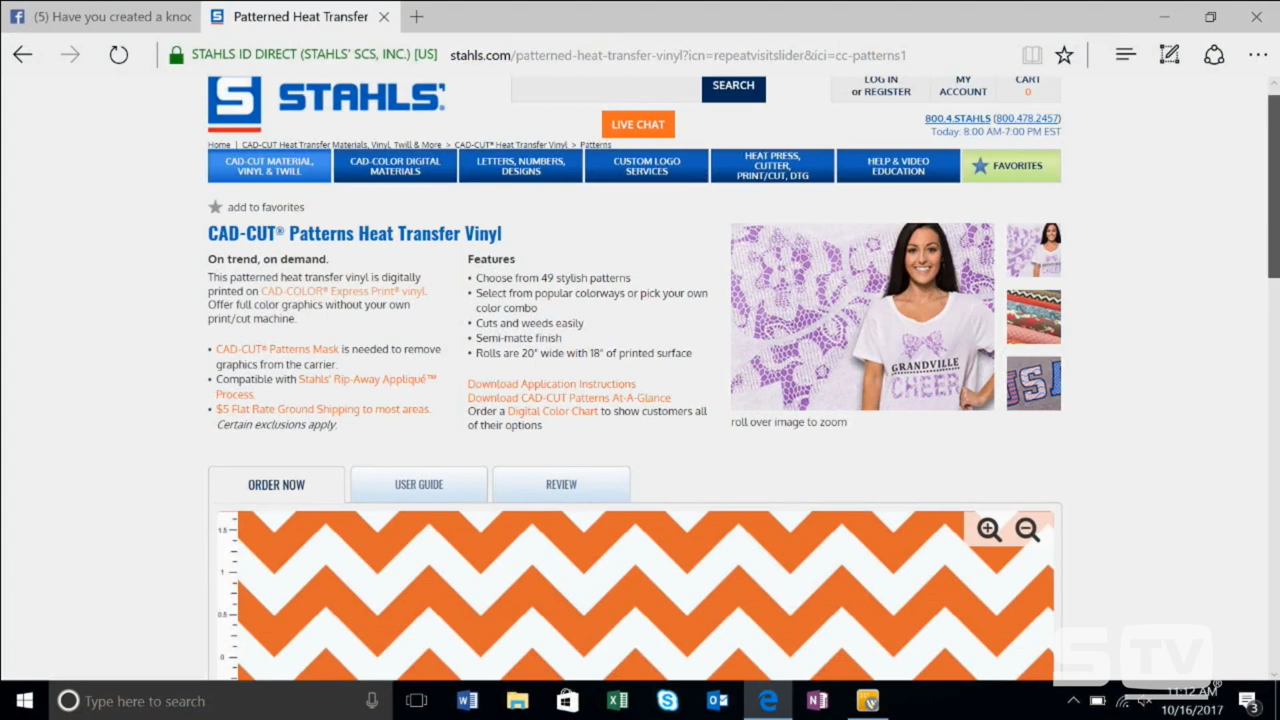 (5) Have you created a knoc
Patterned Heat Transfer
STAHLS ID DIRECT (STAHLS' SCS, INC.) [US]
stahls.com/patterned-heat-transfer-vinyl?icn=repeatvisitslider&ici=cc-patterns1
STAHLS'
SEARCH
LOG IN
or REGISTER
MY
ACCOUNT
CART
0
LIVE CHAT
800.4.STAHLS (800.478.2457)
Today: 8:00 AM-7:00 PM EST
Home | CAD-CUT Heat Transfer Materials, Vinyl, Twill & More > CAD-CUT® Heat Transfer Vinyl > Patterns
CAD-CUT MATERIAL,
VINYL & TWILL
CAD-COLOR DIGITAL
MATERIALS
LETTERS, NUMBERS,
DESIGNS
CUSTOM LOGO
SERVICES
HEAT PRESS,
CUTTER,
PRINT/CUT, DTG
HELP & VIDEO
EDUCATION
FAVORITES
add to favorites
CAD-CUT® Patterns Heat Transfer Vinyl
On trend, on demand.
This patterned heat transfer vinyl is digitally
printed on CAD-COLOR® Express Print® vinyl.
Offer full color graphics without your own
print/cut machine.
• CAD-CUT® Patterns Mask is needed to remove
graphics from the carrier.
• Compatible with Stahls' Rip-Away Appliqué™
Process.
• $5 Flat Rate Ground Shipping to most areas.
Certain exclusions apply.
Features
• Choose from 49 stylish patterns
• Select from popular colorways or pick your own
color combo
• Cuts and weeds easily
• Semi-matte finish
• Rolls are 20" wide with 18" of printed surface
Download Application Instructions
Download CAD-CUT Patterns At-A-Glance
Order a Digital Color Chart to show customers all
of their options
GRANDVILLE
CHEER
USA
roll over image to zoom
ORDER NOW
USER GUIDE
REVIEW
1.5
1
0.5
0
S TV
Type here to search
11:12 AM
10/16/2017
3